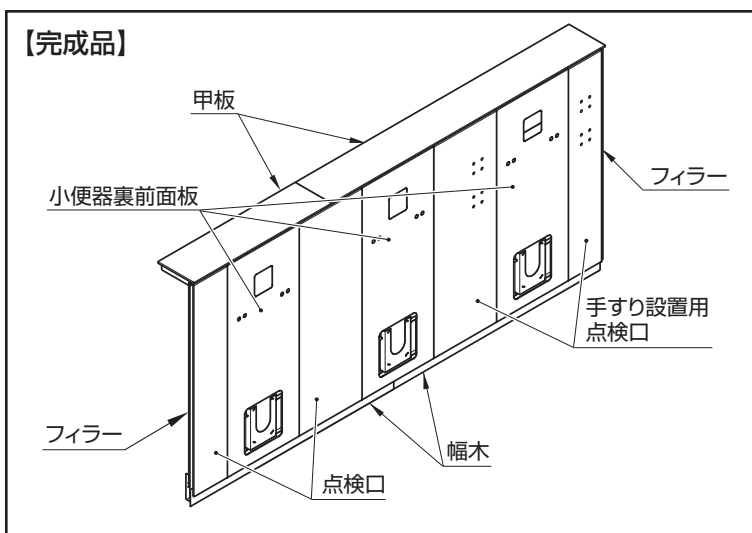 【完成品】
甲板
小便器裏前面板
フィラー
手すり設置用
点検口
フィラー
幅木
点検口